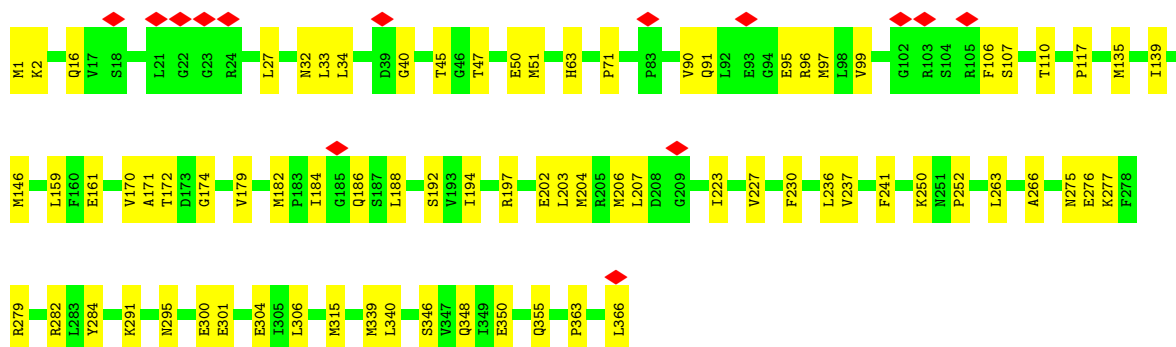 M1 K2 Q16 V17 S18 L21 G22 G23 R24 L27 N32 L33 L34 D39 G40 T45 G46 T47 E50 M51 H63 P71 P83 V90 Q91 L92 E93 G94 E95 R96 M97 L98 V99 G102 R103 S104 R105 F106 S107 T110 P117 M135 I139
M146 L159 F160 E161 V170 A171 T172 D173 G174 V179 M182 P183 I184 G185 Q186 S187 L188 S192 V193 I194 R197 E202 L203 M204 R205 M206 L207 D208 G209 I223 V227 F230 L236 V237 F241 K250 N251 P252 L263 A266 N275 E276 K277 F278
R279 R282 L283 Y284 K291 N295 E300 E301 E304 I305 L306 M315 M339 L340 S346 V347 Q348 I349 E350 Q355 P363 L366